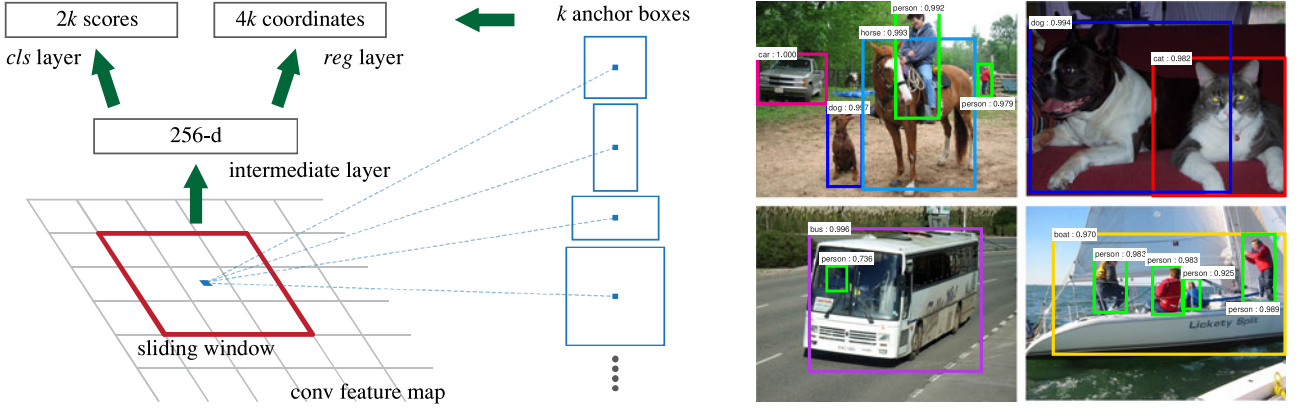 2k scores
4k coordinates
k anchor boxes
cls layer
reg layer
256-d
intermediate layer
sliding window
conv feature map
person : 0.992
horse : 0.993
car : 1.000
dog : 0.997
person : 0.979
dog : 0.994
cat : 0.982
bus : 0.996
person : 0.736
boat : 0.970
person : 0.983
person : 0.983
person : 0.925
person : 0.989
Lickety Split